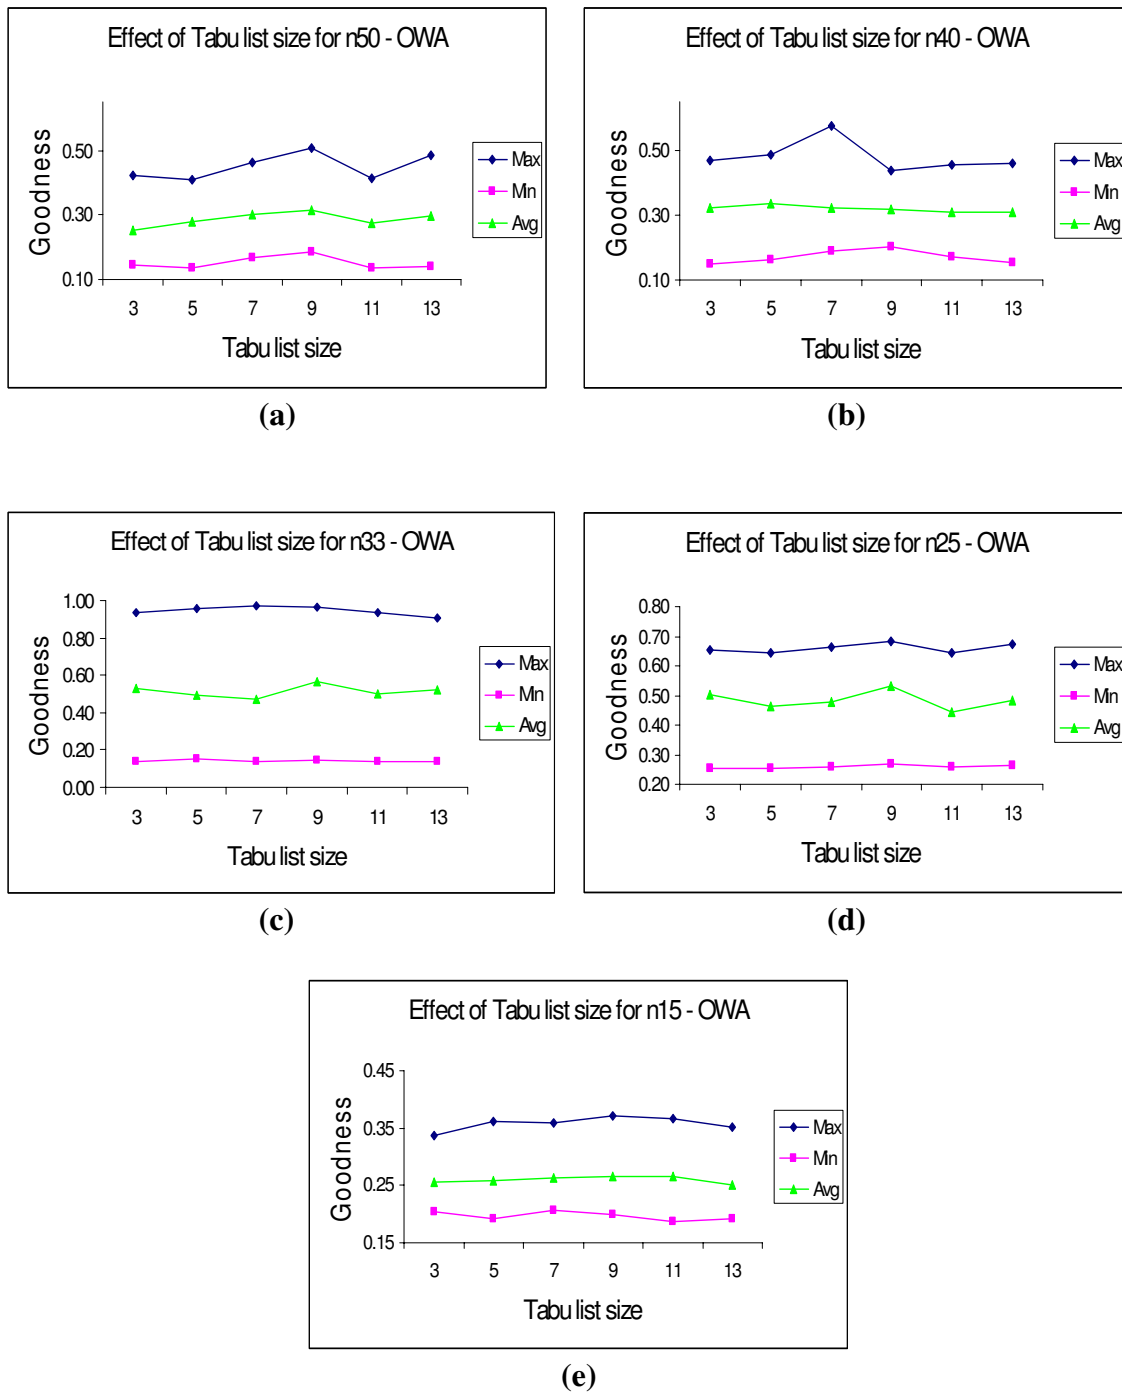 Effect of Tabu list size for n50 - OWA
Goodness
0.50
0.30
0.10
3 5 7 9 11 13
Tabu list size
Max
Min
Avg
(a)
Effect of Tabu list size for n40 - OWA
Goodness
0.50
0.30
0.10
3 5 7 9 11 13
Tabu list size
Max
Min
Avg
(b)
Effect of Tabu list size for n33 - OWA
Goodness
1.00
0.80
0.60
0.40
0.20
0.00
3 5 7 9 11 13
Tabu list size
Max
Min
Avg
(c)
Effect of Tabu list size for n25 - OWA
Goodness
0.80
0.70
0.60
0.50
0.40
0.30
0.20
3 5 7 9 11 13
Tabu list size
Max
Min
Avg
(d)
Effect of Tabu list size for n15 - OWA
Goodness
0.45
0.35
0.25
0.15
3 5 7 9 11 13
Tabu list size
Max
Min
Avg
(e)